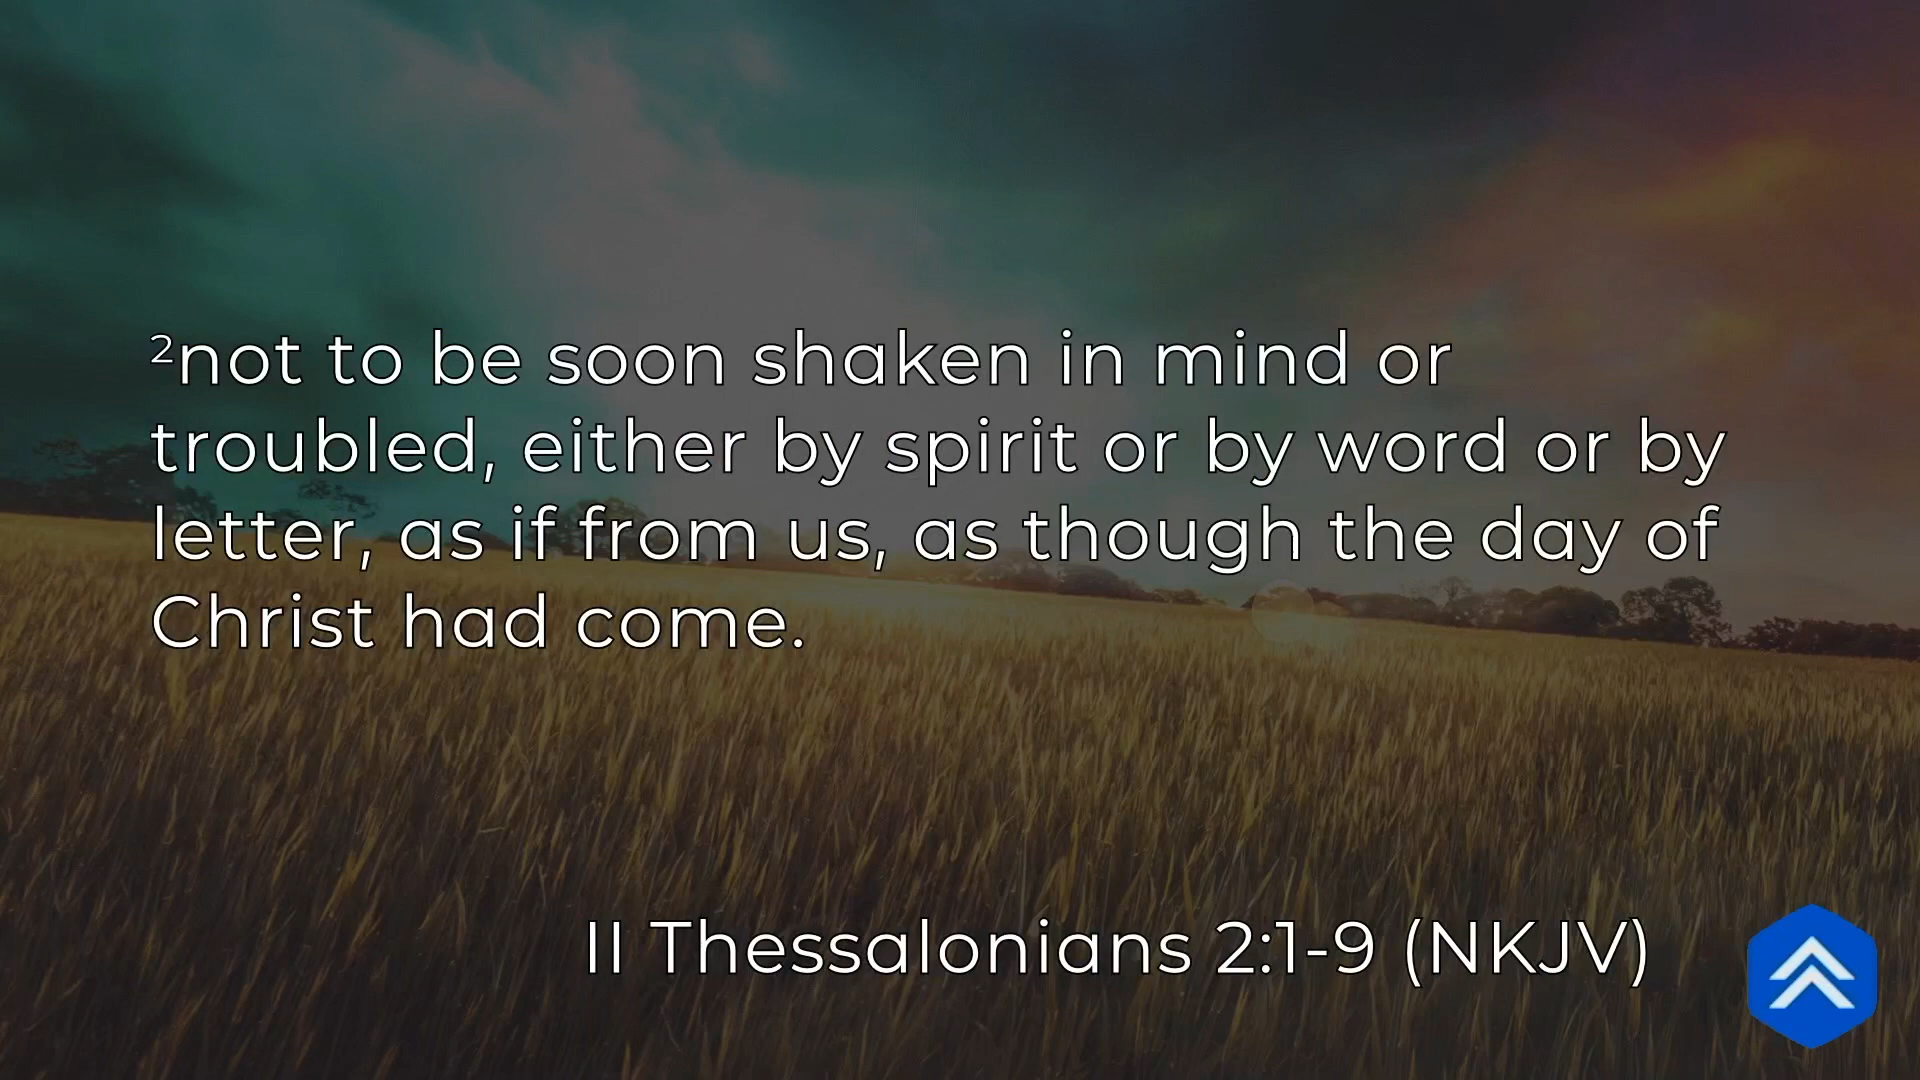 ²not to be soon shaken in mind or
troubled, either by spirit or by word or by
letter, as if from us, as though the day of
Christ had come.
II Thessalonians 2:1-9 (NKJV)